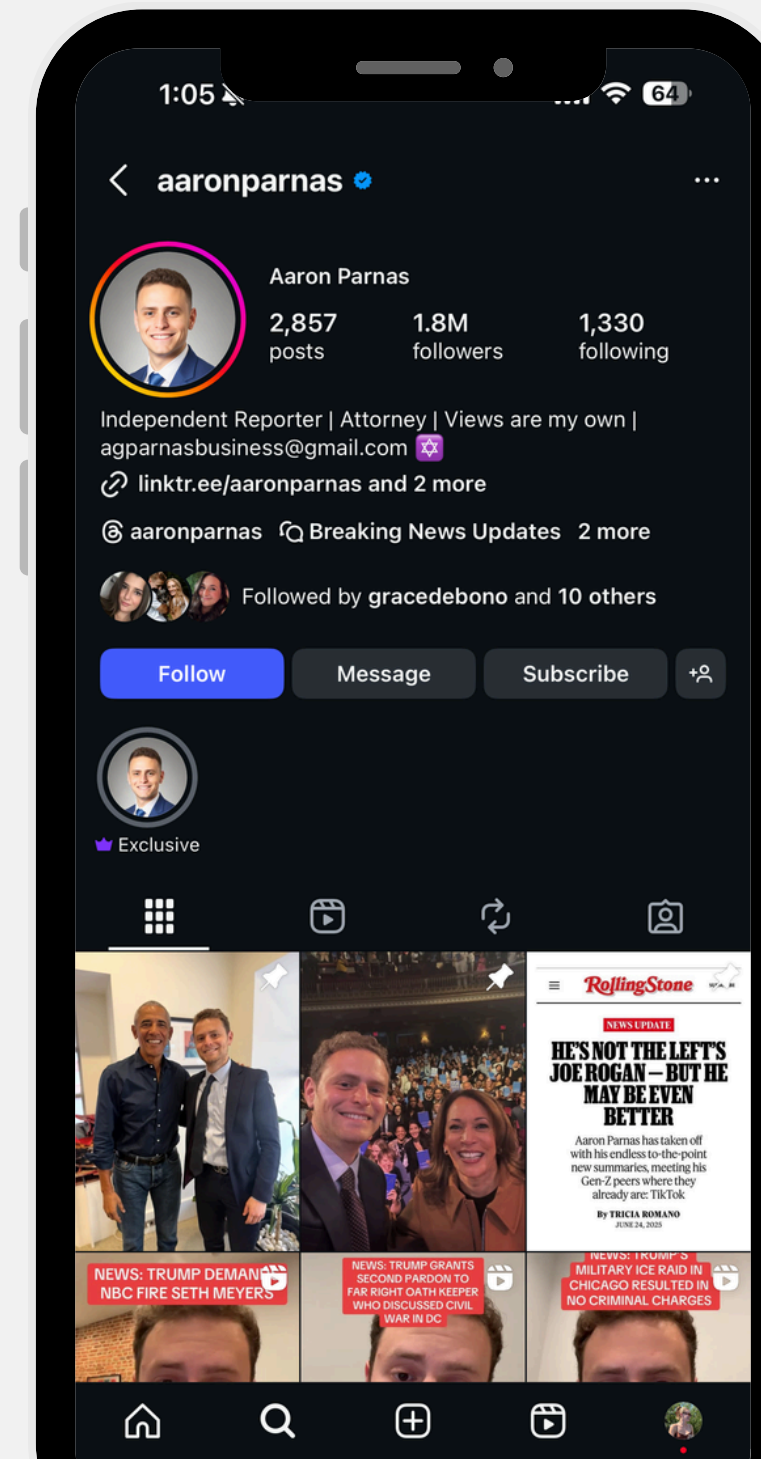 1:05
64
aaronparnas
Aaron Parnas
2,857 1.8M 1,330
posts followers following
Independent Reporter | Attorney | Views are my own |
agparnasbusiness@gmail.com
linktr.ee/aaronparnas and 2 more
aaronparnas Breaking News Updates 2 more
Followed by gracedebono and 10 others
Follow Message Subscribe
Exclusive
RollingStone
NEWS UPDATE
HE'S NOT THE LEFT'S
JOE ROGAN — BUT HE
MAY BE EVEN
BETTER
Aaron Parnas has taken off
with his endless to-the-point
new summaries, meeting his
Gen-Z peers where they
already are: TikTok
By TRICIA ROMANO
JUNE 24, 2025
NEWS: TRUMP DEMAN
NBC FIRE SETH MEYERS
NEWS: TRUMP GRANTS
SECOND PARDON TO
FAR RIGHT OATH KEEPER
WHO DISCUSSED CIVIL
WAR IN DC
NEWS: TRUMP'S
MILITARY ICE RAID IN
CHICAGO RESULTED IN
NO CRIMINAL CHARGES